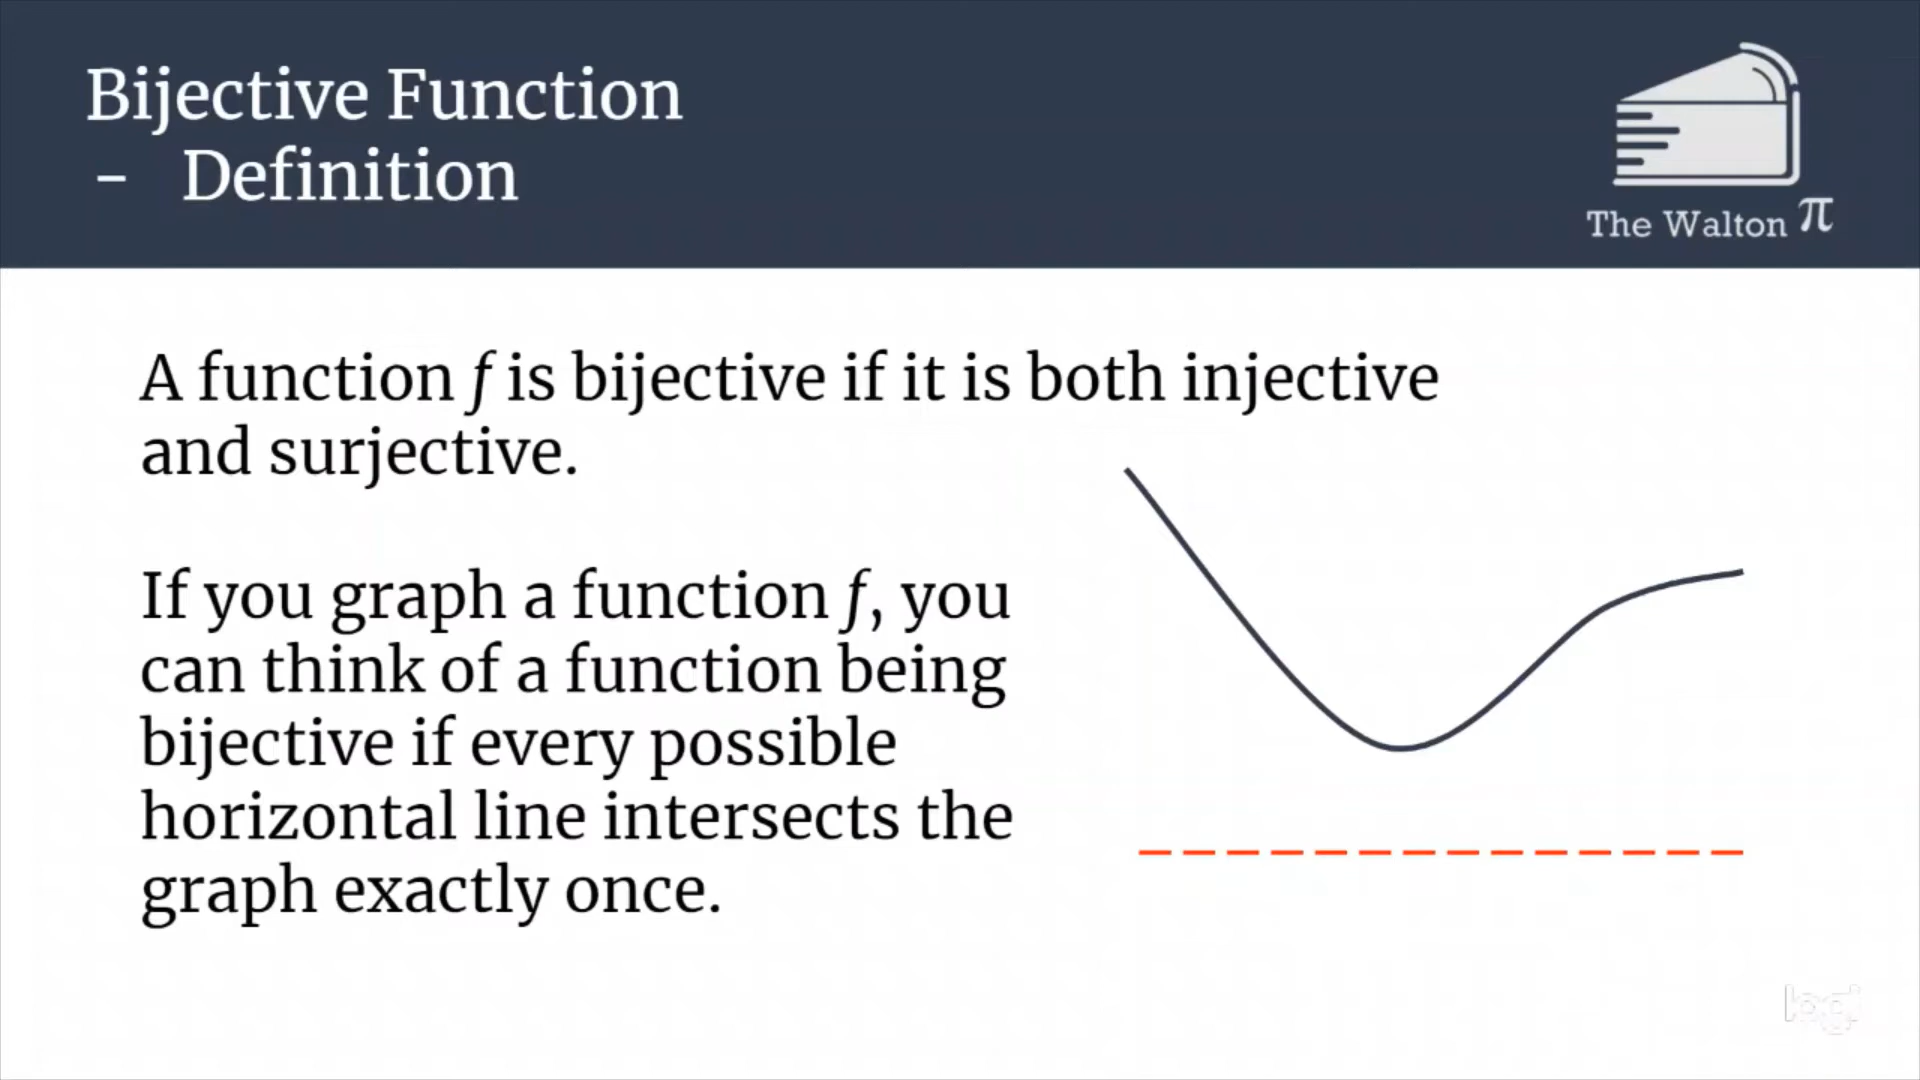 Bijective Function
- Definition
The Walton π
A function f is bijective if it is both injective
and surjective.
If you graph a function f, you
can think of a function being
bijective if every possible
horizontal line intersects the
graph exactly once.
logi